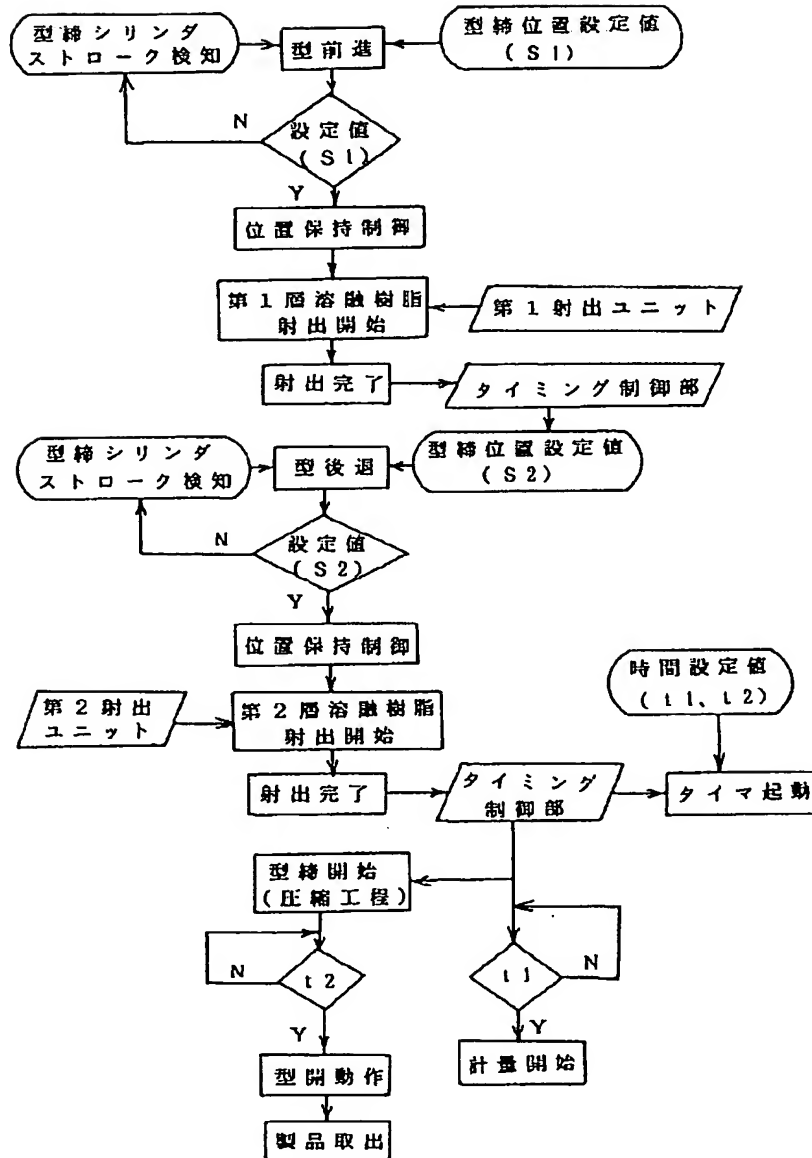 型締シリンダ
ストローク検知
型前進
型締位置設定値
(S1)
N
設定値
(S1)
Y
位置保持制御
第1層溶融樹脂
射出開始
第1射出ユニット
射出完了
タイミング制御部
型締シリンダ
ストローク検知
型後退
型締位置設定値
(S2)
N
設定値
(S2)
Y
位置保持制御
時間設定値
(t1、t2)
第2射出
ユニット
第2層溶融樹脂
射出開始
射出完了
タイミング
制御部
タイマ起動
型締開始
(圧縮工程)
N
t2
t1
N
Y
Y
型開動作
計量開始
製品取出